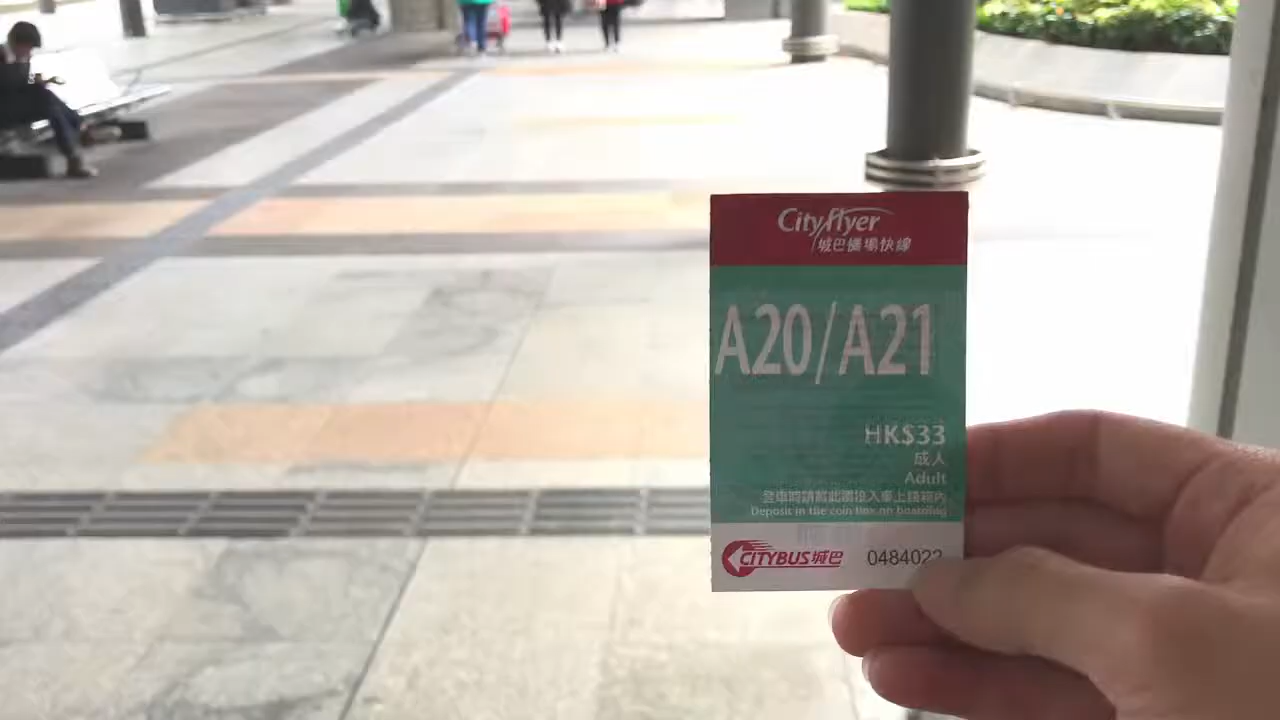 Cityflyer
城巴機場快線
A20/A21
HK$33
成人
Adult
登車時請將此票投入車上錢箱內
Deposit in the coin box on boarding
CITYBUS城巴
0484022